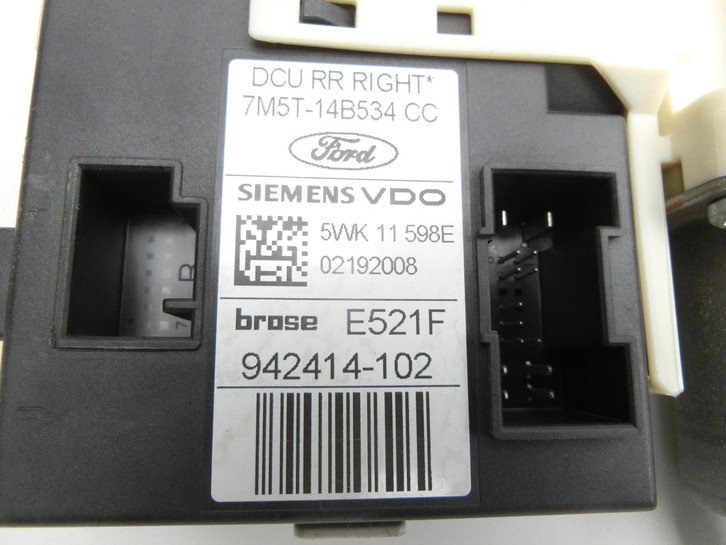 DCU RR RIGHT*
7M5T-14B534 CC
Ford
SIEMENS VDO
5WK 11 598E
02192008
brose E521F
942414-102